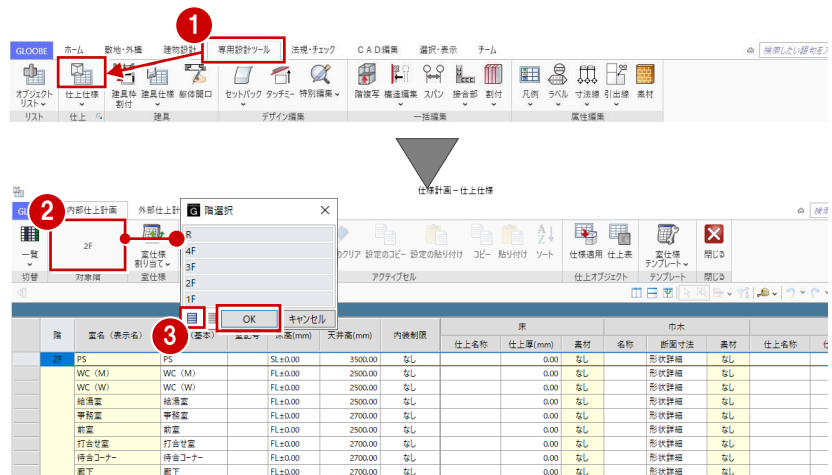 1
GLOOBE ホーム 敷地・外構 建物設計 専用設計ツール 法規・チェック CAD編集 選択・表示 チーム 検索したい語句を入
オブジェクト リスト 仕上仕様 建具枠 割付 建具仕様 躯体開口 セットバック タッチミー 特別編集 階複写 構造編集 スパン 接合部 割付 凡例 ラベル 寸法線 引出線 素材
リスト 仕上 建具 デザイン編集 一括編集 属性編集
仕様計画 - 仕上仕様
2
GL 内部仕上計画 外部仕上計 検索
一覧 2F 室仕様 割り当て クリア 設定のコピー 設定の貼り付け コピー 貼り付け ソート 仕様適用 仕上表 室仕様 テンプレート 閉じる
切替 対象階 室仕様 アクティブセル 仕上オブジェクト テンプレート 閉じる
階選択
R
4F
3F
2F
1F
3
OK キャンセル
階 室名(表示名) (基本) 室記号 床高(mm) 天井高(mm) 内装制限 床 巾木
仕上名称 仕上厚(mm) 素材 名称 断面寸法 素材 仕上名称
2F PS PS SL±0.00 3500.00 なし 0.00 なし 形状詳細 なし
WC (M) WC (M) FL±0.00 2500.00 なし 0.00 なし 形状詳細 なし
WC (W) WC (W) FL±0.00 2500.00 なし 0.00 なし 形状詳細 なし
給湯室 給湯室 FL±0.00 2500.00 なし 0.00 なし 形状詳細 なし
事務室 事務室 FL±0.00 2700.00 なし 0.00 なし 形状詳細 なし
前室 前室 FL±0.00 2500.00 なし 0.00 なし 形状詳細 なし
打合せ室 打合せ室 FL±0.00 2700.00 なし 0.00 なし 形状詳細 なし
待合コーナー 待合コーナー FL±0.00 2700.00 なし 0.00 なし 形状詳細 なし
廊下 廊下 FL±0.00 2700.00 なし 0.00 なし 形状詳細 なし